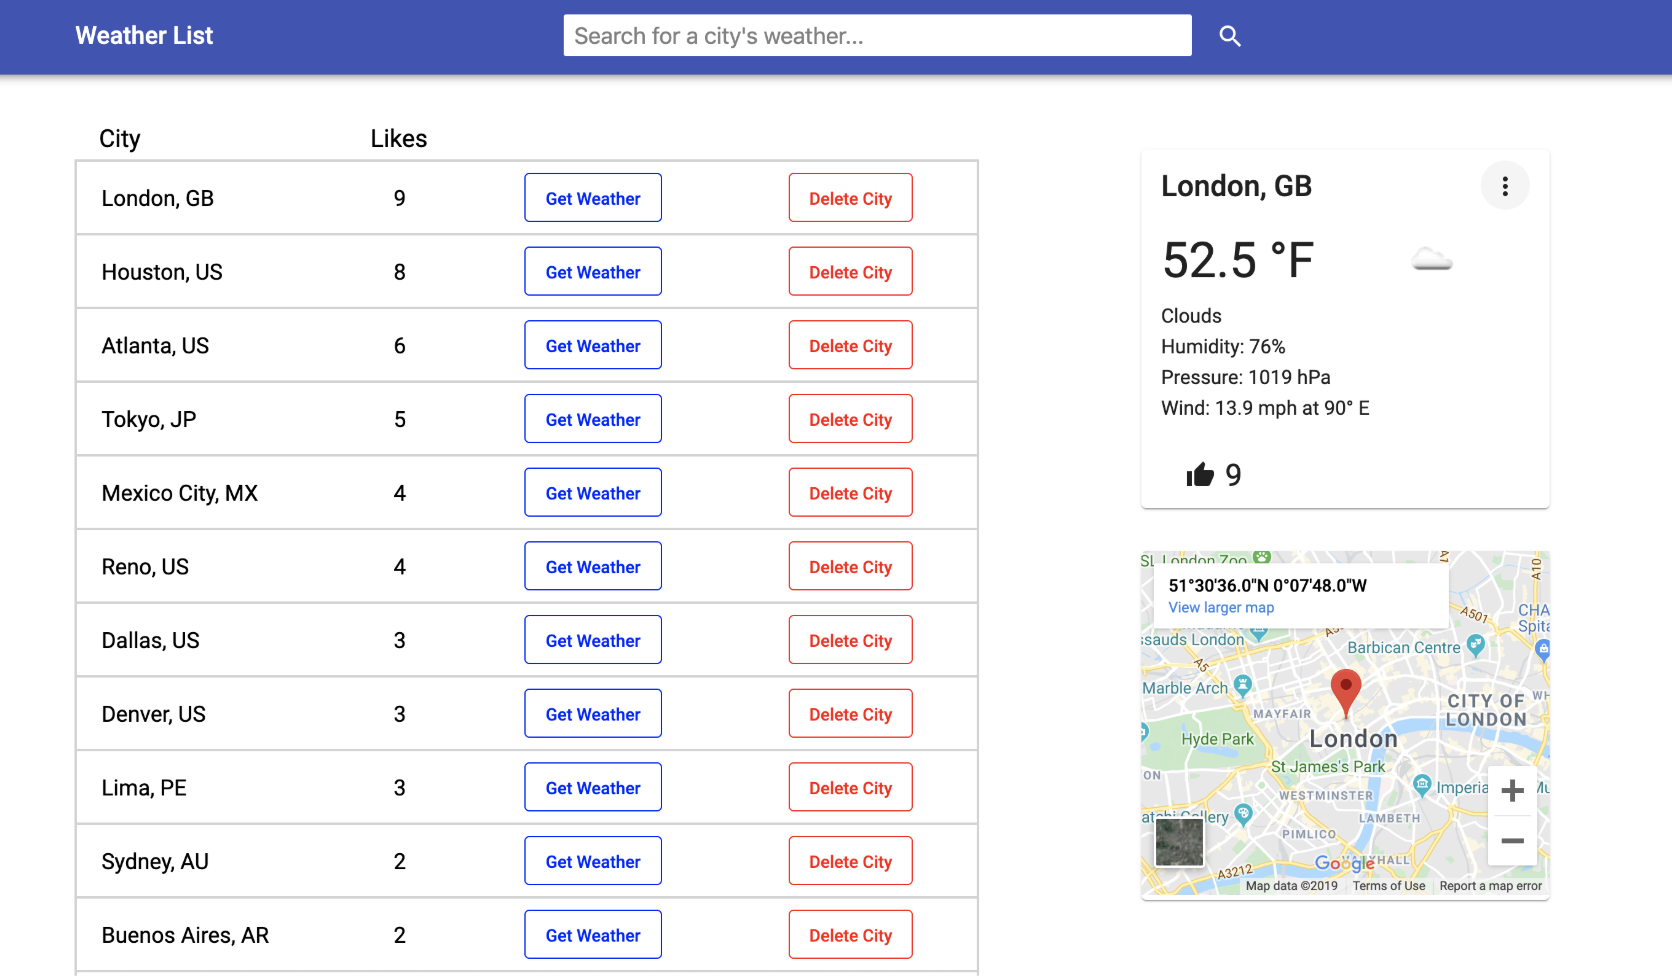 Weather List
Search for a city's weather...
City Likes
London, GB 9 Get Weather Delete City
Houston, US 8 Get Weather Delete City
Atlanta, US 6 Get Weather Delete City
Tokyo, JP 5 Get Weather Delete City
Mexico City, MX 4 Get Weather Delete City
Reno, US 4 Get Weather Delete City
Dallas, US 3 Get Weather Delete City
Denver, US 3 Get Weather Delete City
Lima, PE 3 Get Weather Delete City
Sydney, AU 2 Get Weather Delete City
Buenos Aires, AR 2 Get Weather Delete City
London, GB
52.5 °F
Clouds
Humidity: 76%
Pressure: 1019 hPa
Wind: 13.9 mph at 90° E
9
SL London Zoo
A10
51°30'36.0"N 0°07'48.0"W
View larger map
A501
CHA
Spita
ssauds London
Barbican Centre
A5
Marble Arch
MAYFAIR
CITY OF
LONDON
WH
Hyde Park
London
St James's Park
ON
WESTMINSTER
Imperia
Mu
LAMBETH
Gallery
PIMLICO
Google
XHALL
A3212
Map data ©2019 Terms of Use Report a map error